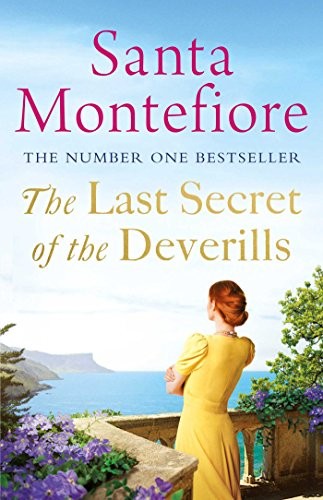 Santa
Montefiore
THE NUMBER ONE BESTSELLER
The Last Secret
of the Deverills